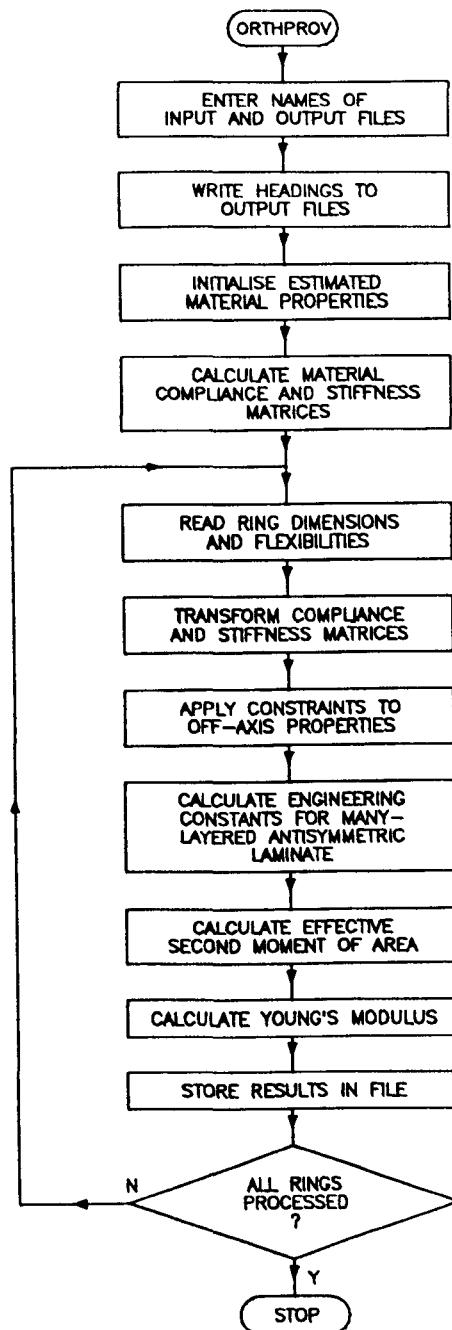 ORTHPROV
ENTER NAMES OF
INPUT AND OUTPUT FILES
WRITE HEADINGS TO
OUTPUT FILES
INITIALISE ESTIMATED
MATERIAL PROPERTIES
CALCULATE MATERIAL
COMPLIANCE AND STIFFNESS
MATRICES
READ RING DIMENSIONS
AND FLEXIBILITIES
TRANSFORM COMPLIANCE
AND STIFFNESS MATRICES
APPLY CONSTRAINTS TO
OFF-AXIS PROPERTIES
CALCULATE ENGINEERING
CONSTANTS FOR MANY-
LAYERED ANTISYMMETRIC
LAMINATE
CALCULATE EFFECTIVE
SECOND MOMENT OF AREA
CALCULATE YOUNG'S MODULUS
STORE RESULTS IN FILE
N
ALL RINGS
PROCESSED
?
Y
STOP